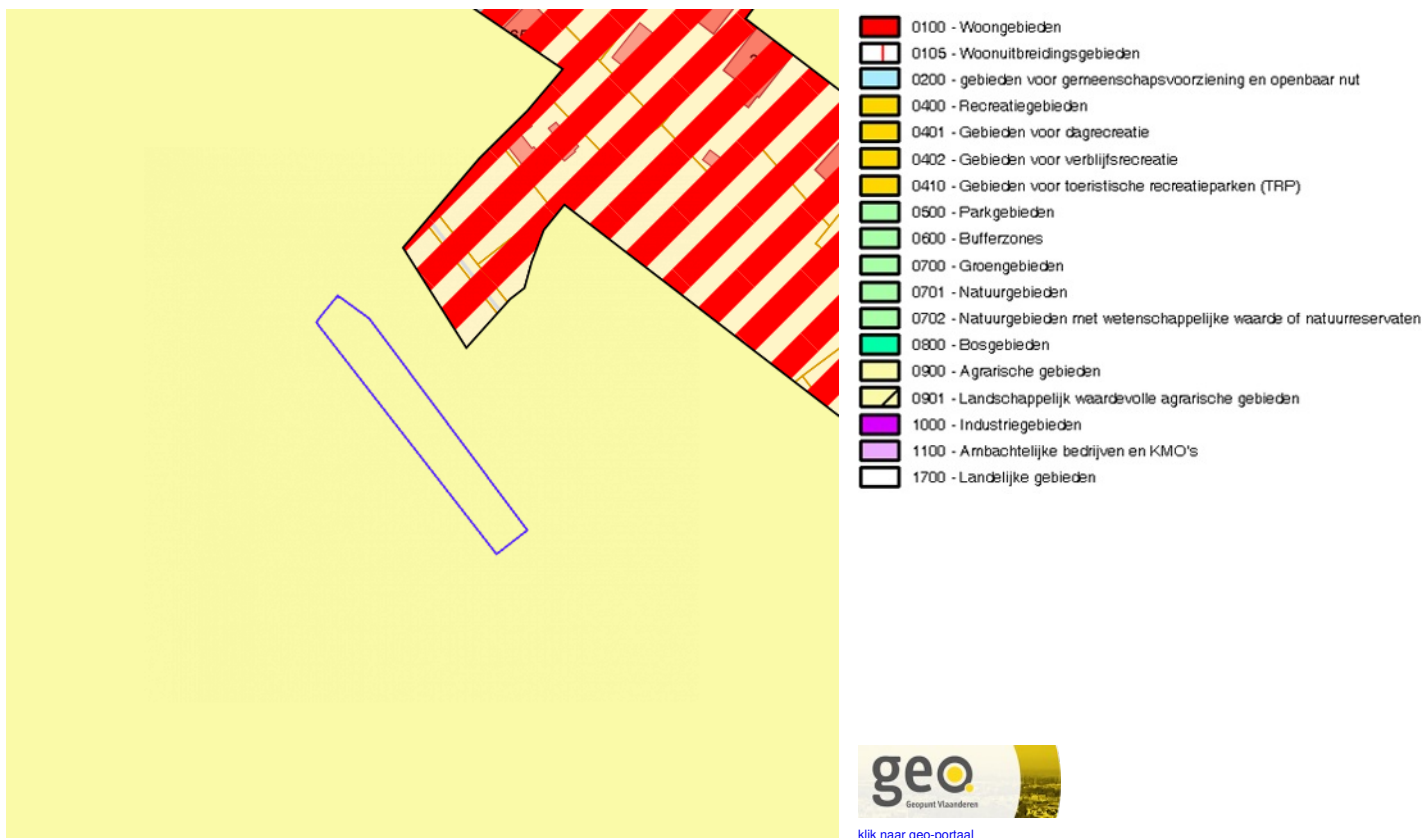 0100 - Woongebieden
0105 - Woonuitbreidingsgebieden
0200 - gebieden voor gemeenschapsvoorziening en openbaar nut
0400 - Recreatiegebieden
0401 - Gebieden voor dagrecreatie
0402 - Gebieden voor verblijfsrecreatie
0410 - Gebieden voor toeristische recreatieparken (TRP)
0500 - Parkgebieden
0600 - Bufferzones
0700 - Groengebieden
0701 - Natuurgebieden
0702 - Natuurgebieden met wetenschappelijke waarde of natuurreservaten
0800 - Bosgebieden
0900 - Agrarische gebieden
0901 - Landschappelijk waardevolle agrarische gebieden
1000 - Industriegebieden
1100 - Ambachtelijke bedrijven en KMO's
1700 - Landelijke gebieden
geo
Geopunt Vlaanderen
klik naar geo-portaal